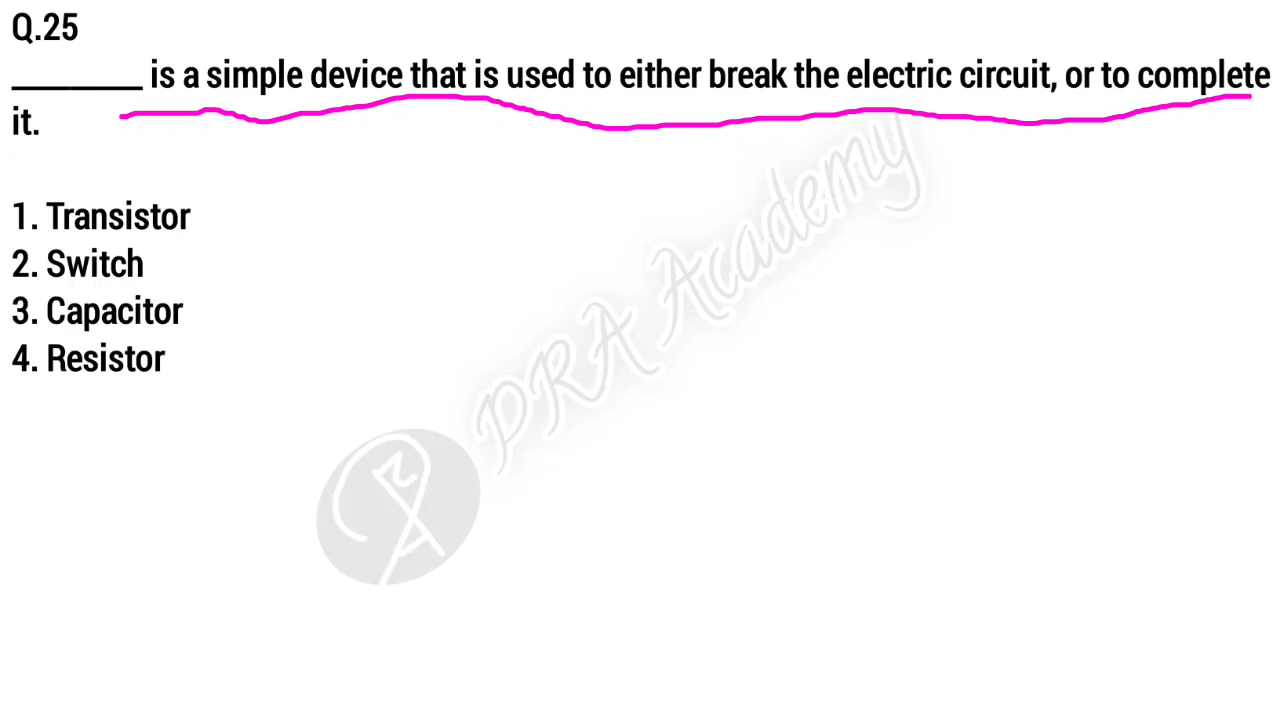 Q.25
_________ is a simple device that is used to either break the electric circuit, or to complete
it.
1. Transistor
2. Switch
3. Capacitor
4. Resistor
PRA Academy